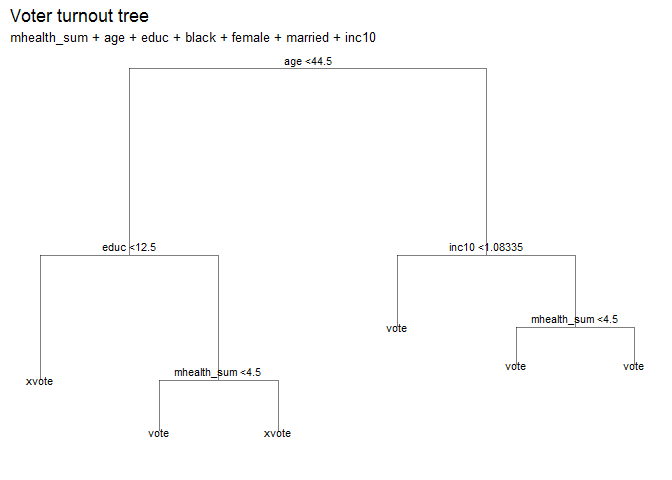 Voter turnout tree
mhealth_sum + age + educ + black + female + married + inc10
age <44.5
educ <12.5
inc10 <1.08335
mhealth_sum <4.5
vote
vote
vote
mhealth_sum <4.5
xvote
vote
xvote